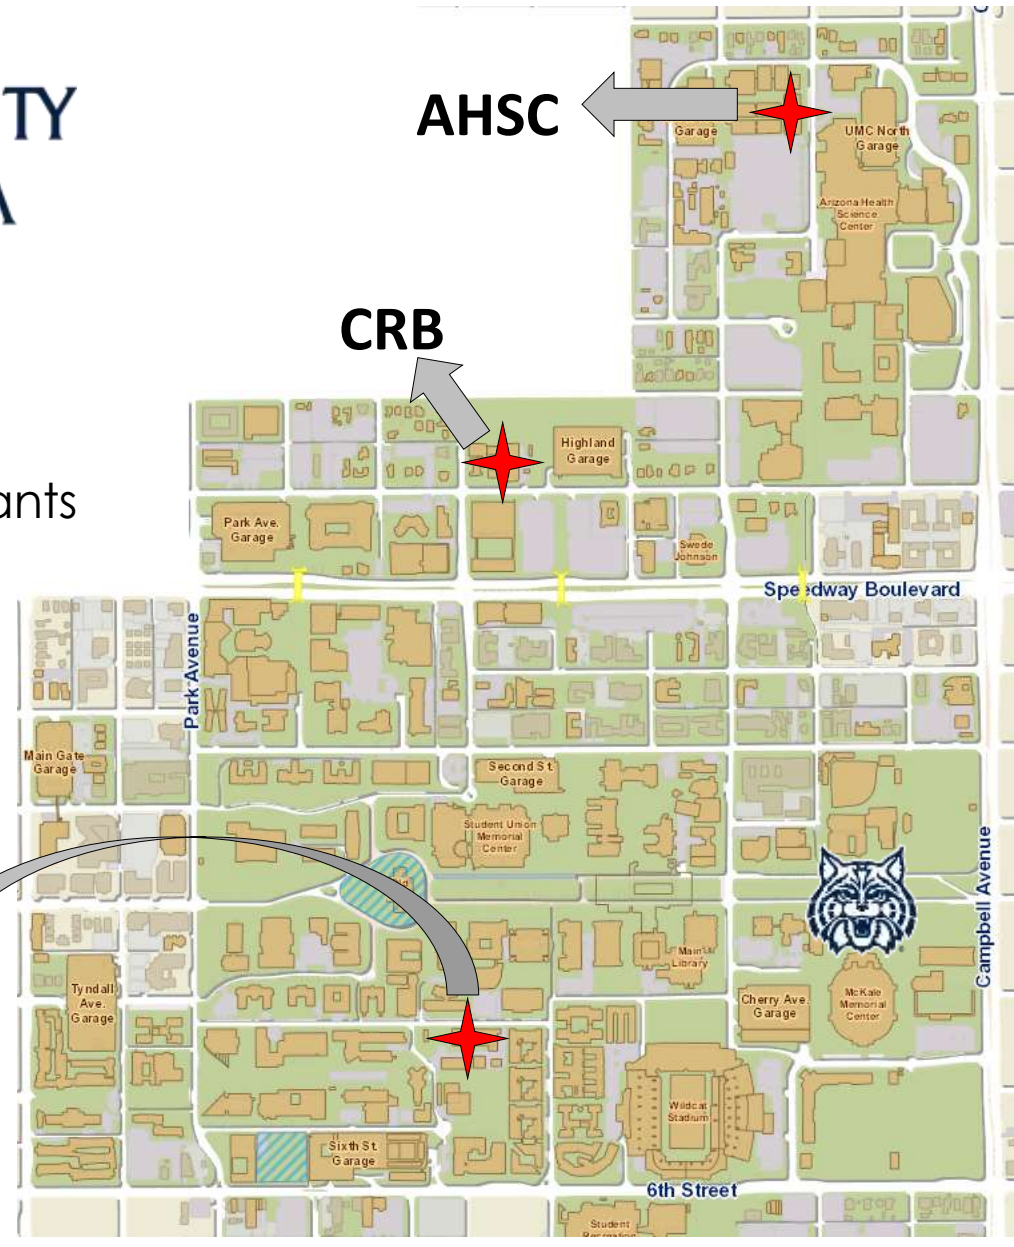 TY
AHSC
Garage
UMC North
Garage
A
Arizona Health
Science
Center
CRB
Highland
Garage
ants
Park Ave.
Garage
Swede
Johnson
Speedway Boulevard
Park Avenue
Main Gate
Garage
Second St.
Garage
Student Union
Memorial
Center
Campbell Avenue
Main
Library
Tyndall
Ave.
Garage
Cherry Ave.
Garage
McKale
Memorial
Center
Wildcat
Stadium
Sixth St.
Garage
6th Street
Student
Recreation